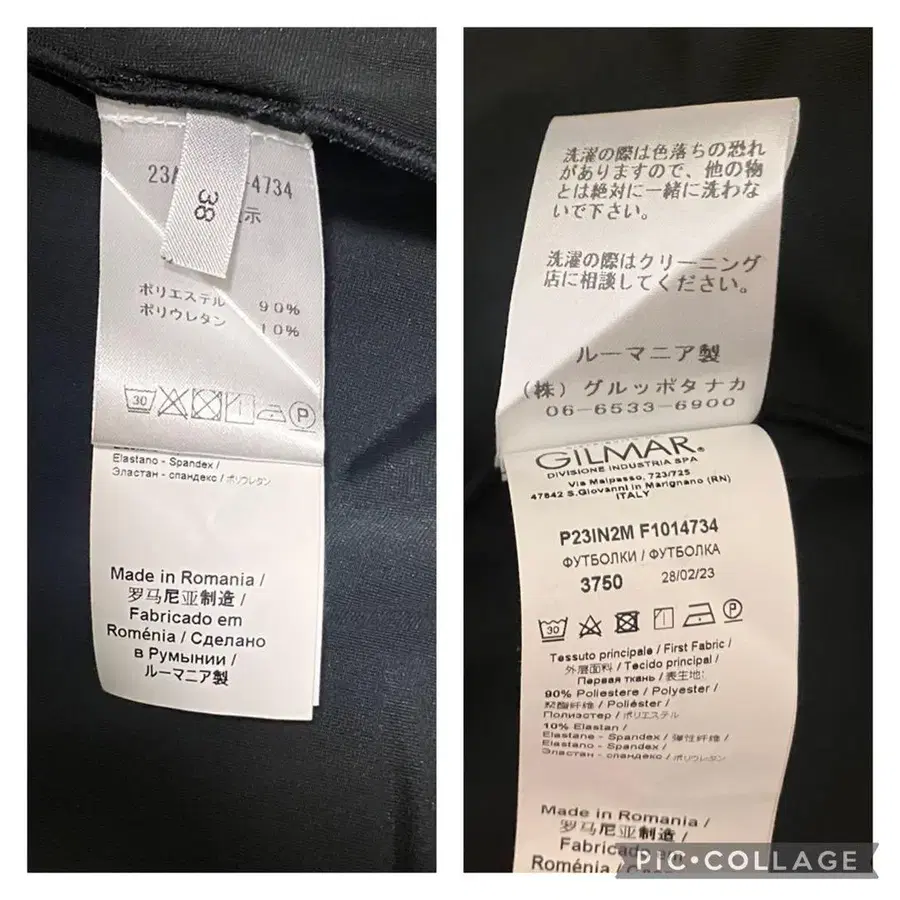 38
4734
示
ポリエステル 90%
ポリウレタン 10%
30
P
Elastano - Spandex /
Эластан - спандекс / ポリウレタン
Made in Romania /
罗马尼亚制造 /
Fabricado em
Roménia / Сделано
в Румынии /
ルーマニア製
洗濯の際は色落ちの恐れ
がありますので、他の物
とは絶対に一緒に洗わな
いで下さい。
洗濯の際はクリーニング
店に相談してください。
ルーマニア製
(株) グルッポタナカ
06-6533-6900
GILMAR®
DIVISIONE INDUSTRIA SPA
Via Malpasso, 723/725
47842 S.Giovanni in Marignano (RN)
ITALY
P23IN2M F1014734
ФУТБОЛКИ / ФУТБОЛКА
3750 28/02/23
30
P
Tessuto principale / First Fabric /
外层面料 / Tecido principal /
Первая ткань / 表生地:
90% Poliestere / Polyester /
聚酯纤维 / Poliéster /
Полиэстер / ポリエステル
10% Elastan /
Elastane - Spandex / 弹性纤维 /
Elastano - Spandex /
Эластан - спандекс / ポリウレタン
Made in Romania /
罗马尼亚制造 /
Fabricado em
Roménia /
PIC•COLLAGE